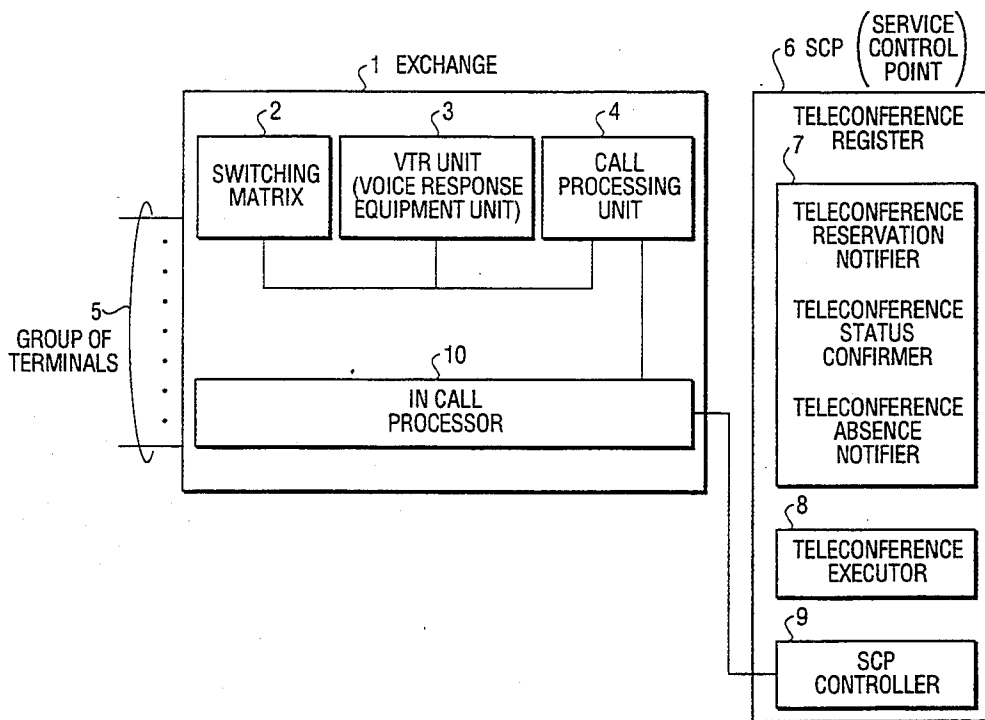 6 SCP (SERVICE
CONTROL
POINT)
1 EXCHANGE
2
SWITCHING
MATRIX
3
VTR UNIT
(VOICE RESPONSE
EQUIPMENT UNIT)
4
CALL
PROCESSING
UNIT
5
GROUP OF
TERMINALS
10
IN CALL
PROCESSOR
TELECONFERENCE
REGISTER
7
TELECONFERENCE
RESERVATION
NOTIFIER
TELECONFERENCE
STATUS
CONFIRMER
TELECONFERENCE
ABSENCE
NOTIFIER
8
TELECONFERENCE
EXECUTOR
9
SCP
CONTROLLER